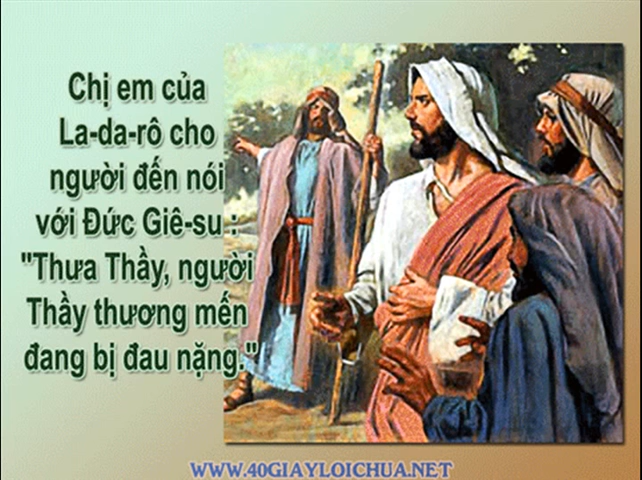 Chị em của
La-da-rô cho
người đến nói
với Đức Giê-su :
"Thưa Thầy, người
Thầy thương mến
đang bị đau nặng."
WWW.40GIAYLOICHUA.NET